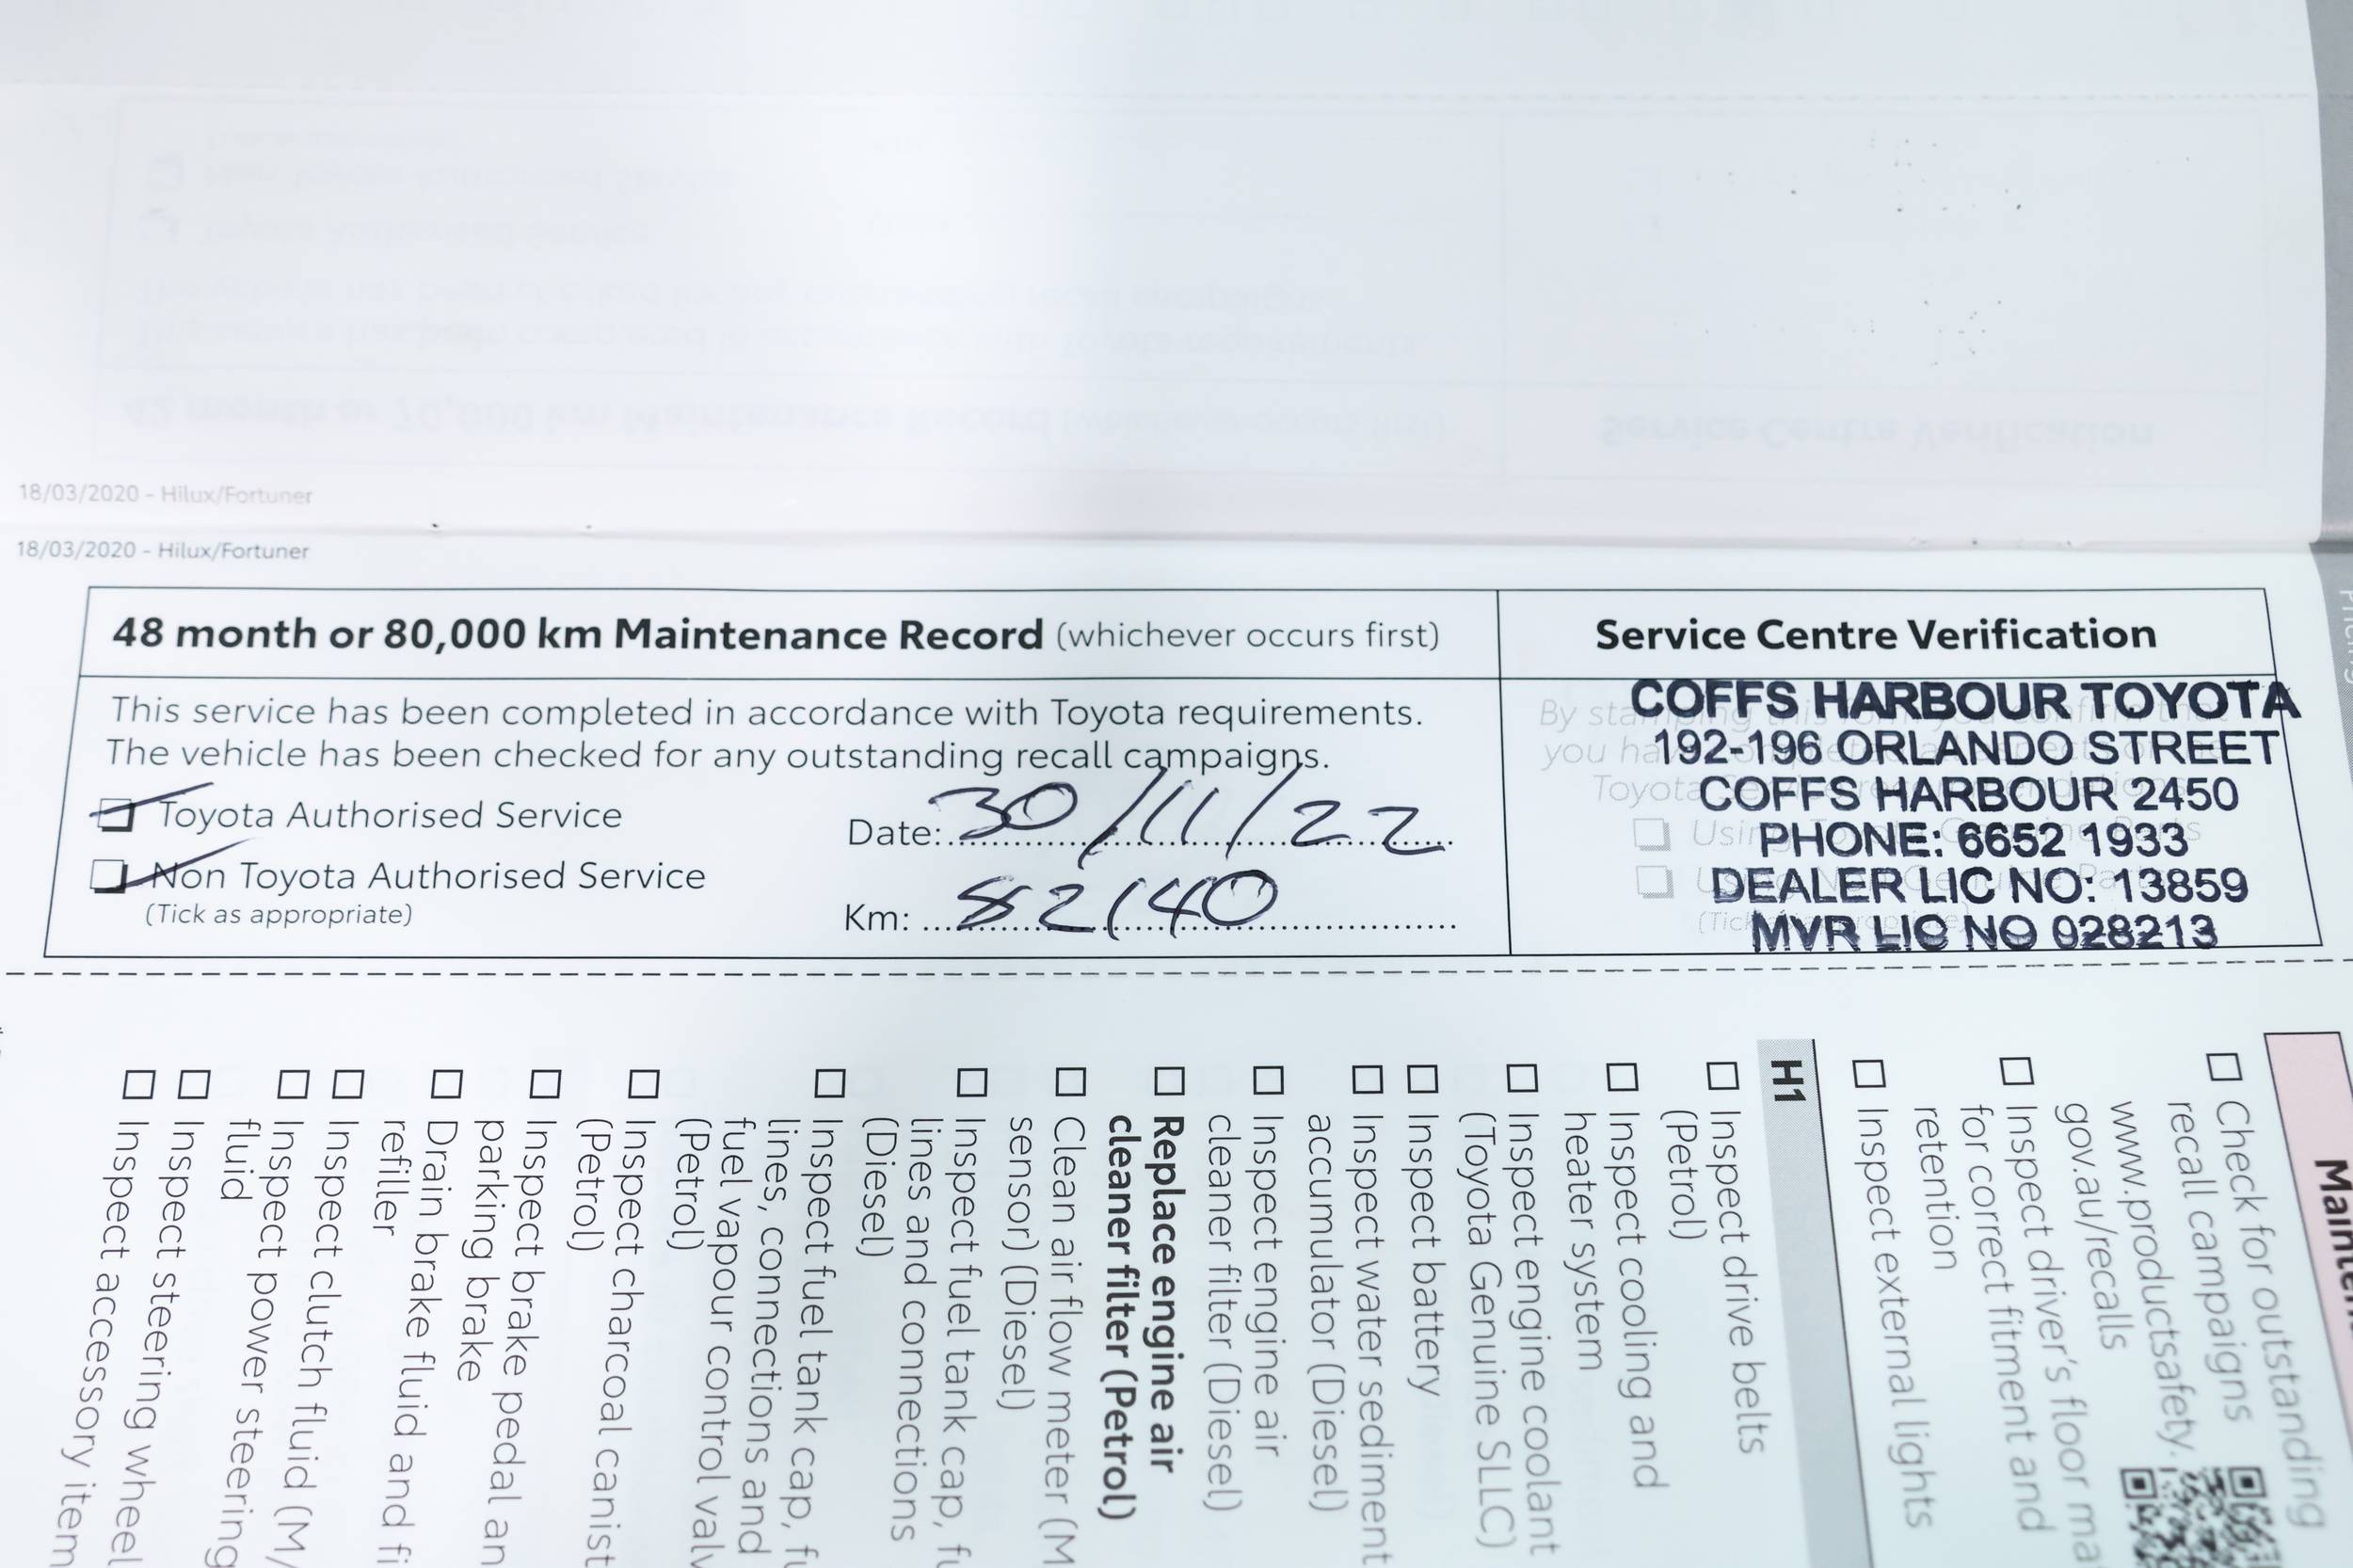 18/03/2020 - Hilux/Fortuner
18/03/2020 - Hilux/Fortuner
48 month or 80,000 km Maintenance Record (whichever occurs first)
This service has been completed in accordance with Toyota requirements.
The vehicle has been checked for any outstanding recall campaigns.
Toyota Authorised Service
Non Toyota Authorised Service
(Tick as appropriate)
Date: 30/11/22
Km: 82140
Service Centre Verification
COFFS HARBOUR TOYOTA
192-196 ORLANDO STREET
COFFS HARBOUR 2450
PHONE: 6652 1933
DEALER LIC NO: 13859
MVR LIC NO 028213
Check for outstanding
recall campaigns
www.productsafety.
gov.au/recalls
Inspect driver's floor
for correct fitment and
retention
Inspect external lights
H1
Inspect drive belts
(Petrol)
Inspect cooling and
heater system
Inspect engine coolant
(Toyota Genuine SLLC)
Inspect battery
Inspect water sediment
accumulator (Diesel)
Inspect engine air
cleaner filter (Diesel)
Replace engine air
cleaner filter (Petrol)
Clean air flow meter (M
sensor) (Diesel)
Inspect fuel tank cap,
lines and connections
(Diesel)
Inspect fuel tank cap,
lines, connections and
fuel vapour control
(Petrol)
Inspect charcoal
(Petrol)
Inspect brake pedal
parking brake
Drain brake fluid and
refiller
Inspect clutch fluid (M/
Inspect power steering
fluid
Inspect steering wheel
Inspect accessory item